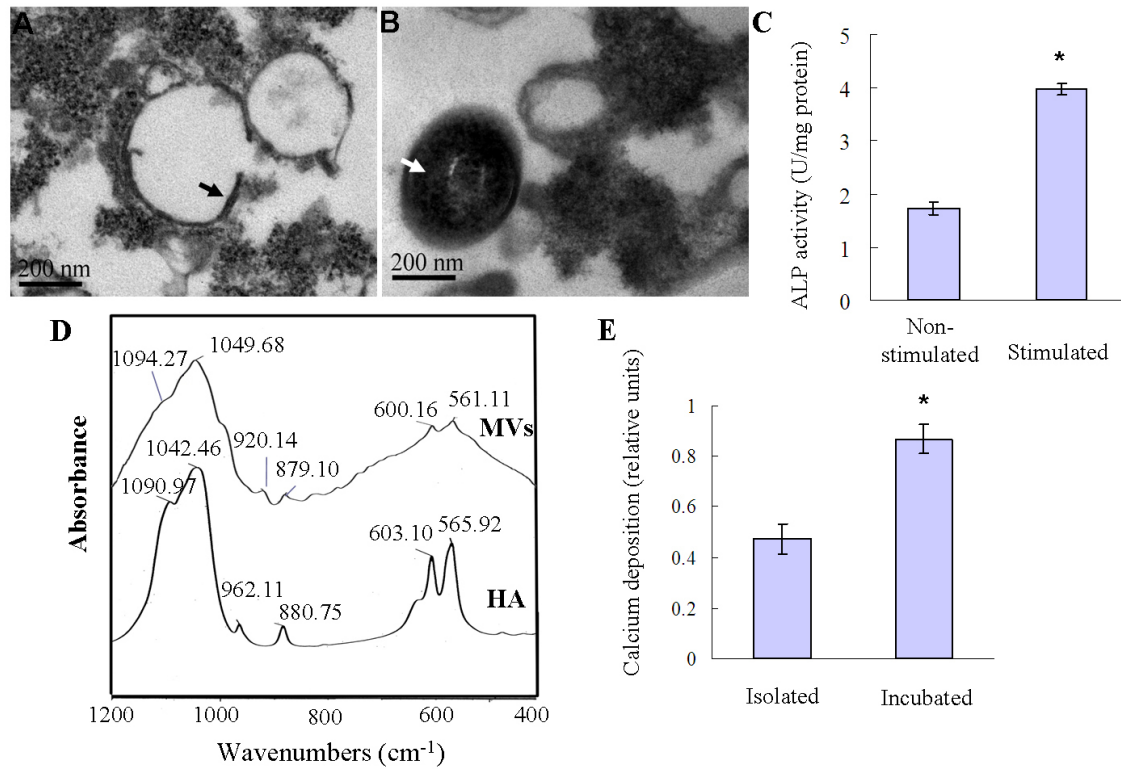 A
200 nm
B
200 nm
C
ALP activity (U/mg protein)
5
4
3
2
1
0
*
Non-
stimulated
Stimulated
D
Absorbance
1094.27
1049.68
920.14
879.10
600.16
561.11
MVs
1042.46
1090.97
962.11
880.75
603.10
565.92
HA
1200
1000
800
600
400
Wavenumbers (cm-1)
E
Calcium deposition (relative units)
1
0.8
0.6
0.4
0.2
0
*
Isolated
Incubated